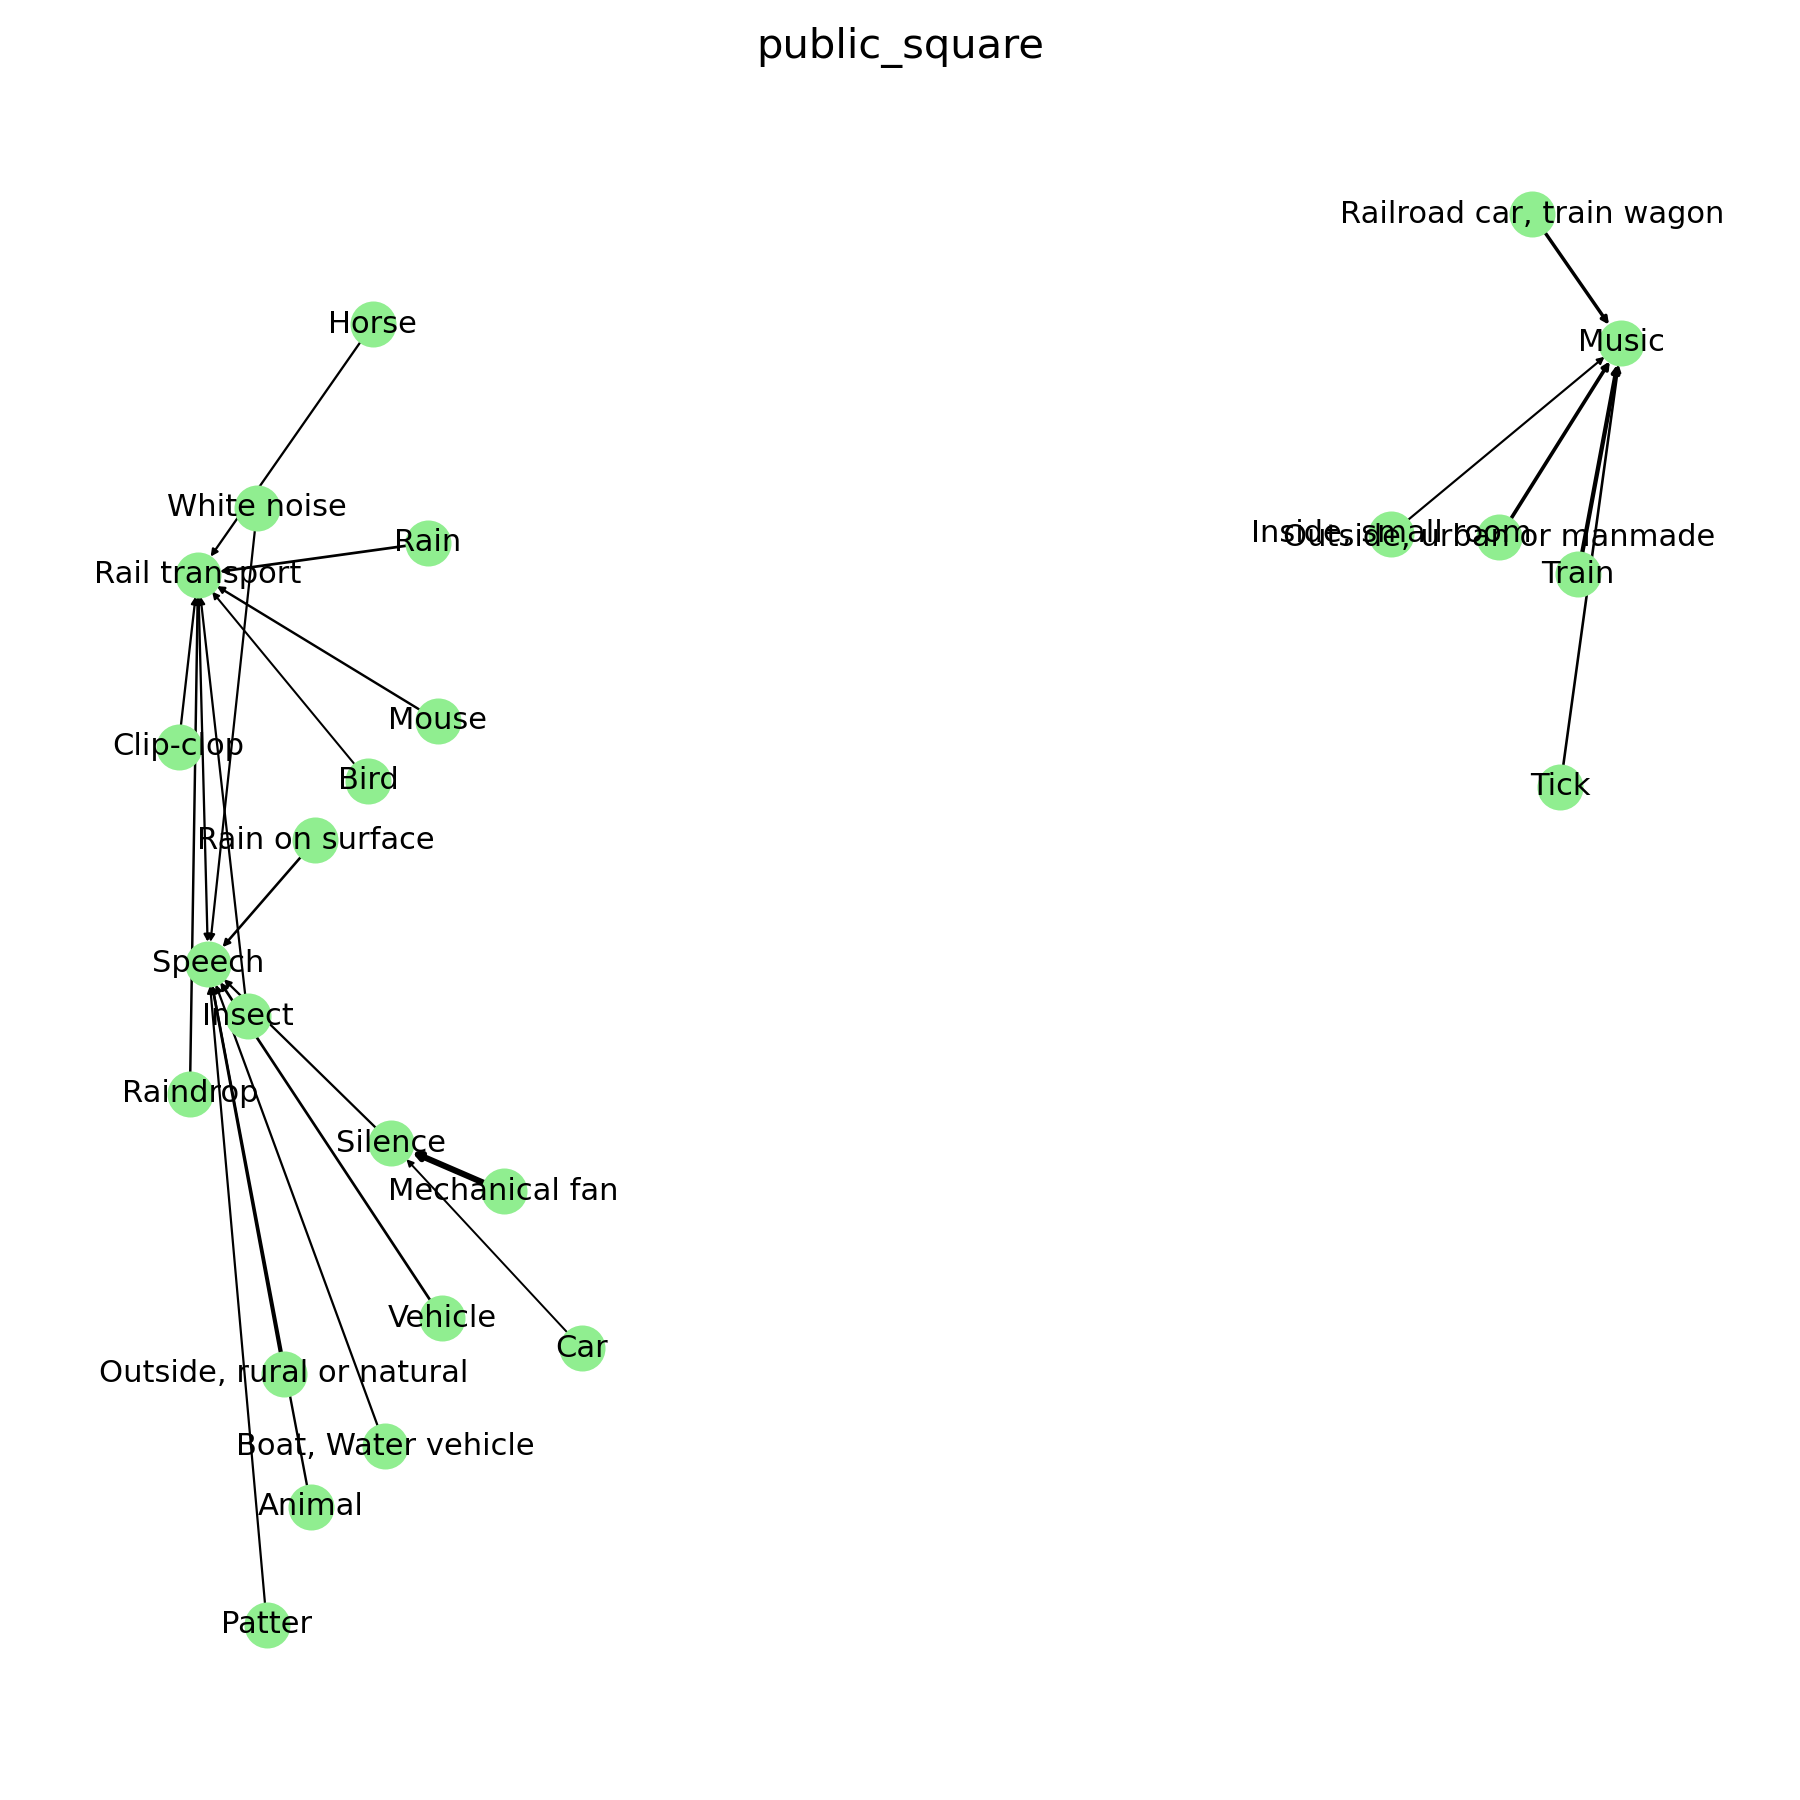 public_square
Railroad car, train wagon
Horse
Music
White noise
Rain
Inside, small room
Outside, urban or manmade
Rail transport
Train
Mouse
Clip-clop
Bird
Tick
Rain on surface
Speech
Insect
Raindrop
Silence
Mechanical fan
Vehicle
Car
Outside, rural or natural
Boat, Water vehicle
Animal
Patter